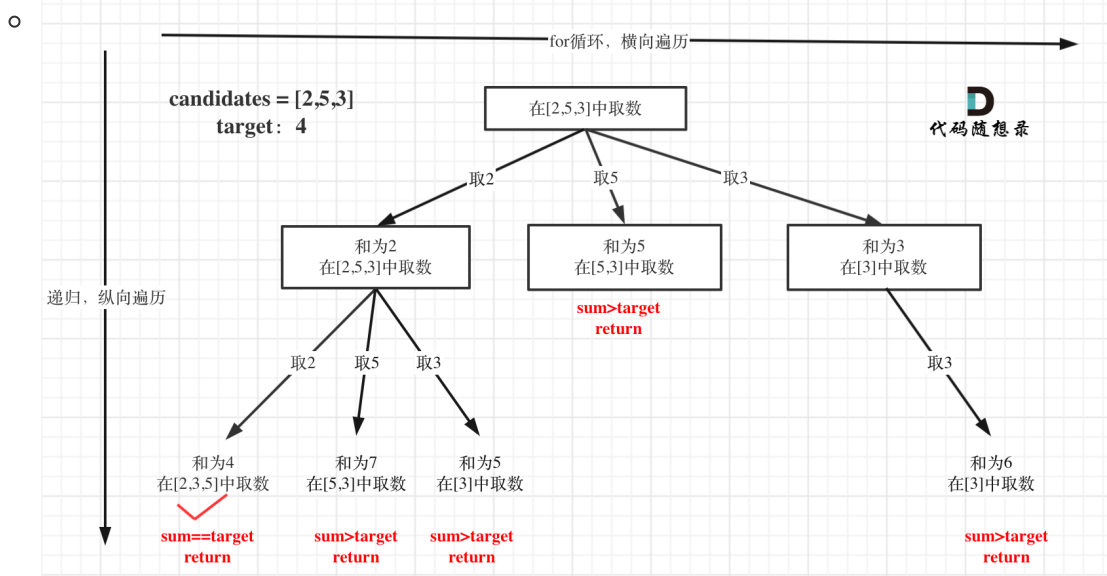 for循环，横向遍历
candidates = [2,5,3]
target：4
在[2,5,3]中取数
代码随想录
取2
取5
取3
和为2
在[2,5,3]中取数
和为5
在[5,3]中取数
和为3
在[3]中取数
递归，纵向遍历
sum>target
return
取2
取5
取3
取3
和为4
在[2,3,5]中取数
和为7
在[5,3]中取数
和为5
在[3]中取数
和为6
在[3]中取数
sum==target
return
sum>target
return
sum>target
return
sum>target
return